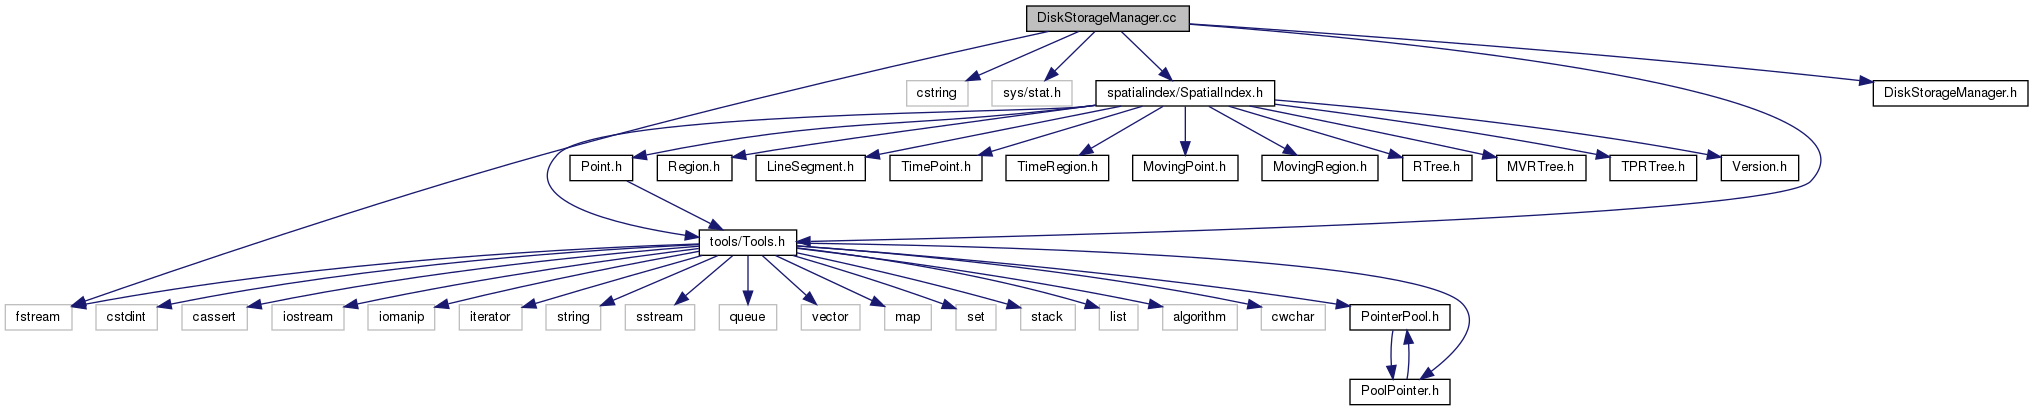 DiskStorageManager.cc
cstring
sys/stat.h
spatialindex/SpatialIndex.h
DiskStorageManager.h
Point.h
Region.h
LineSegment.h
TimePoint.h
TimeRegion.h
MovingPoint.h
MovingRegion.h
RTree.h
MVRTree.h
TPRTree.h
Version.h
tools/Tools.h
fstream
cstdint
cassert
iostream
iomanip
iterator
string
sstream
queue
vector
map
set
stack
list
algorithm
cwchar
PointerPool.h
PoolPointer.h